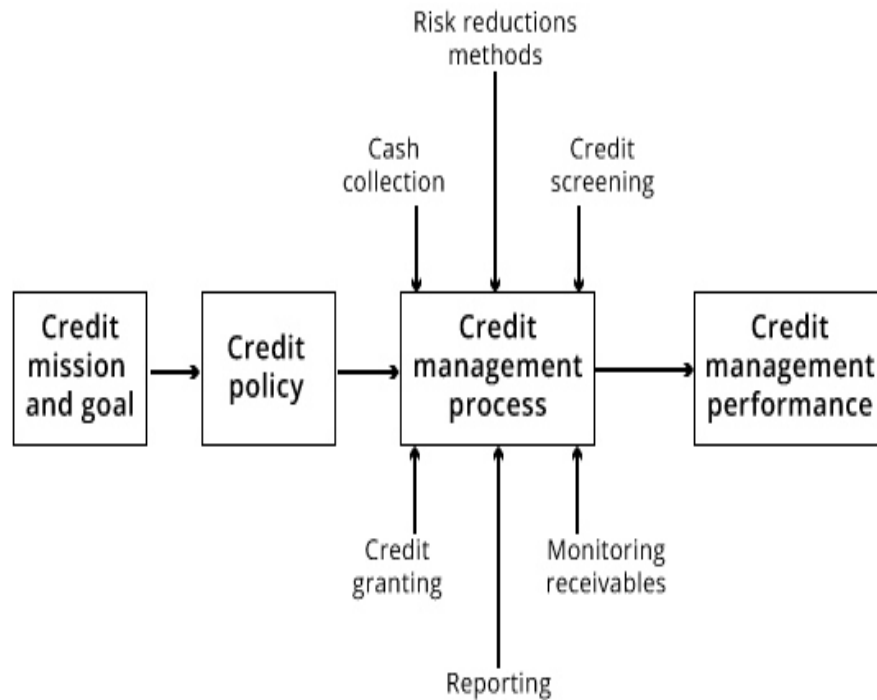 Risk reductions
methods
Cash
collection
Credit
screening
Credit
mission
and goal
Credit
policy
Credit
management
process
Credit
management
performance
Credit
granting
Monitoring
receivables
Reporting